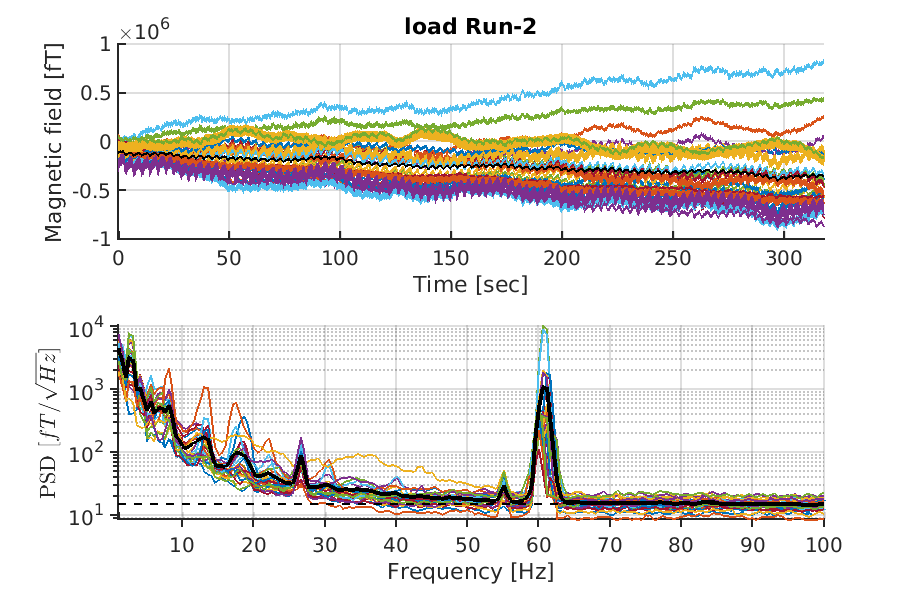 load Run-2
×10^6
Magnetic field [fT]
1
0.5
0
-0.5
-1
0 50 100 150 200 250 300
Time [sec]
PSD [fT/√Hz]
10^4
10^3
10^2
10^1
10 20 30 40 50 60 70 80 90 100
Frequency [Hz]